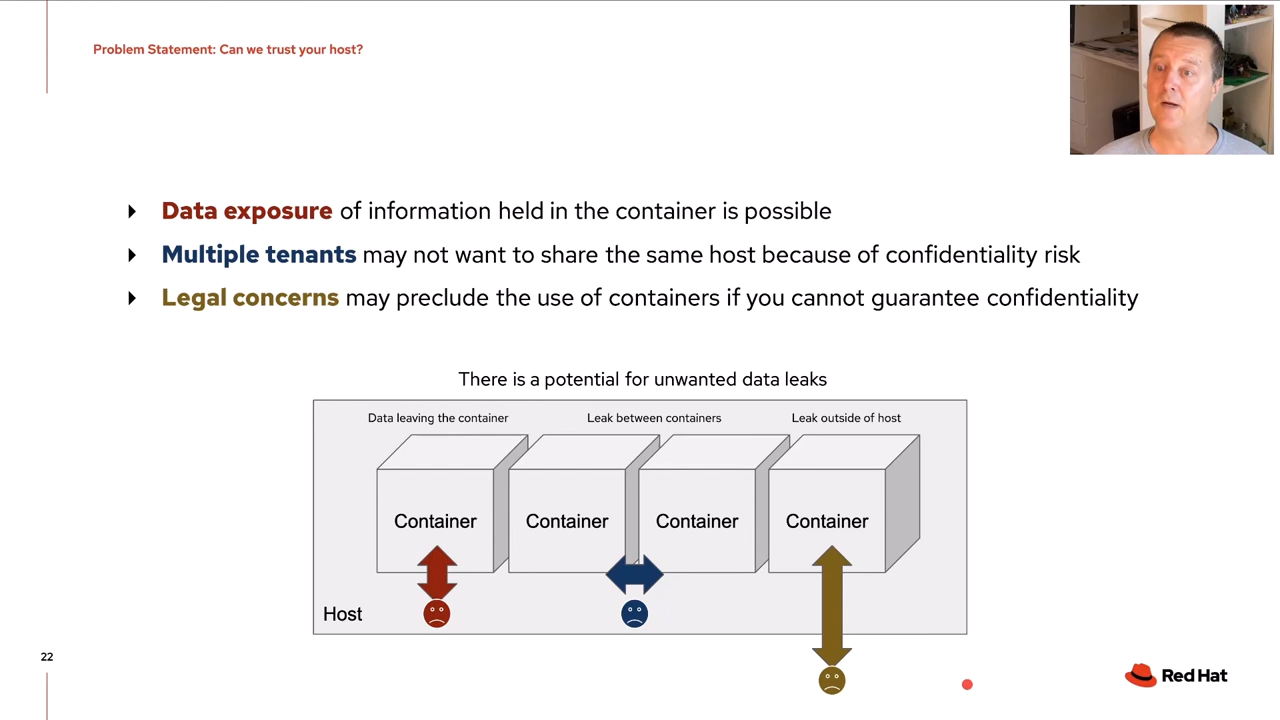 Problem Statement: Can we trust your host?
Data exposure of information held in the container is possible
Multiple tenants may not want to share the same host because of confidentiality risk
Legal concerns may preclude the use of containers if you cannot guarantee confidentiality
There is a potential for unwanted data leaks
Data leaving the container
Leak between containers
Leak outside of host
Container
Container
Container
Container
Host
22
Red Hat